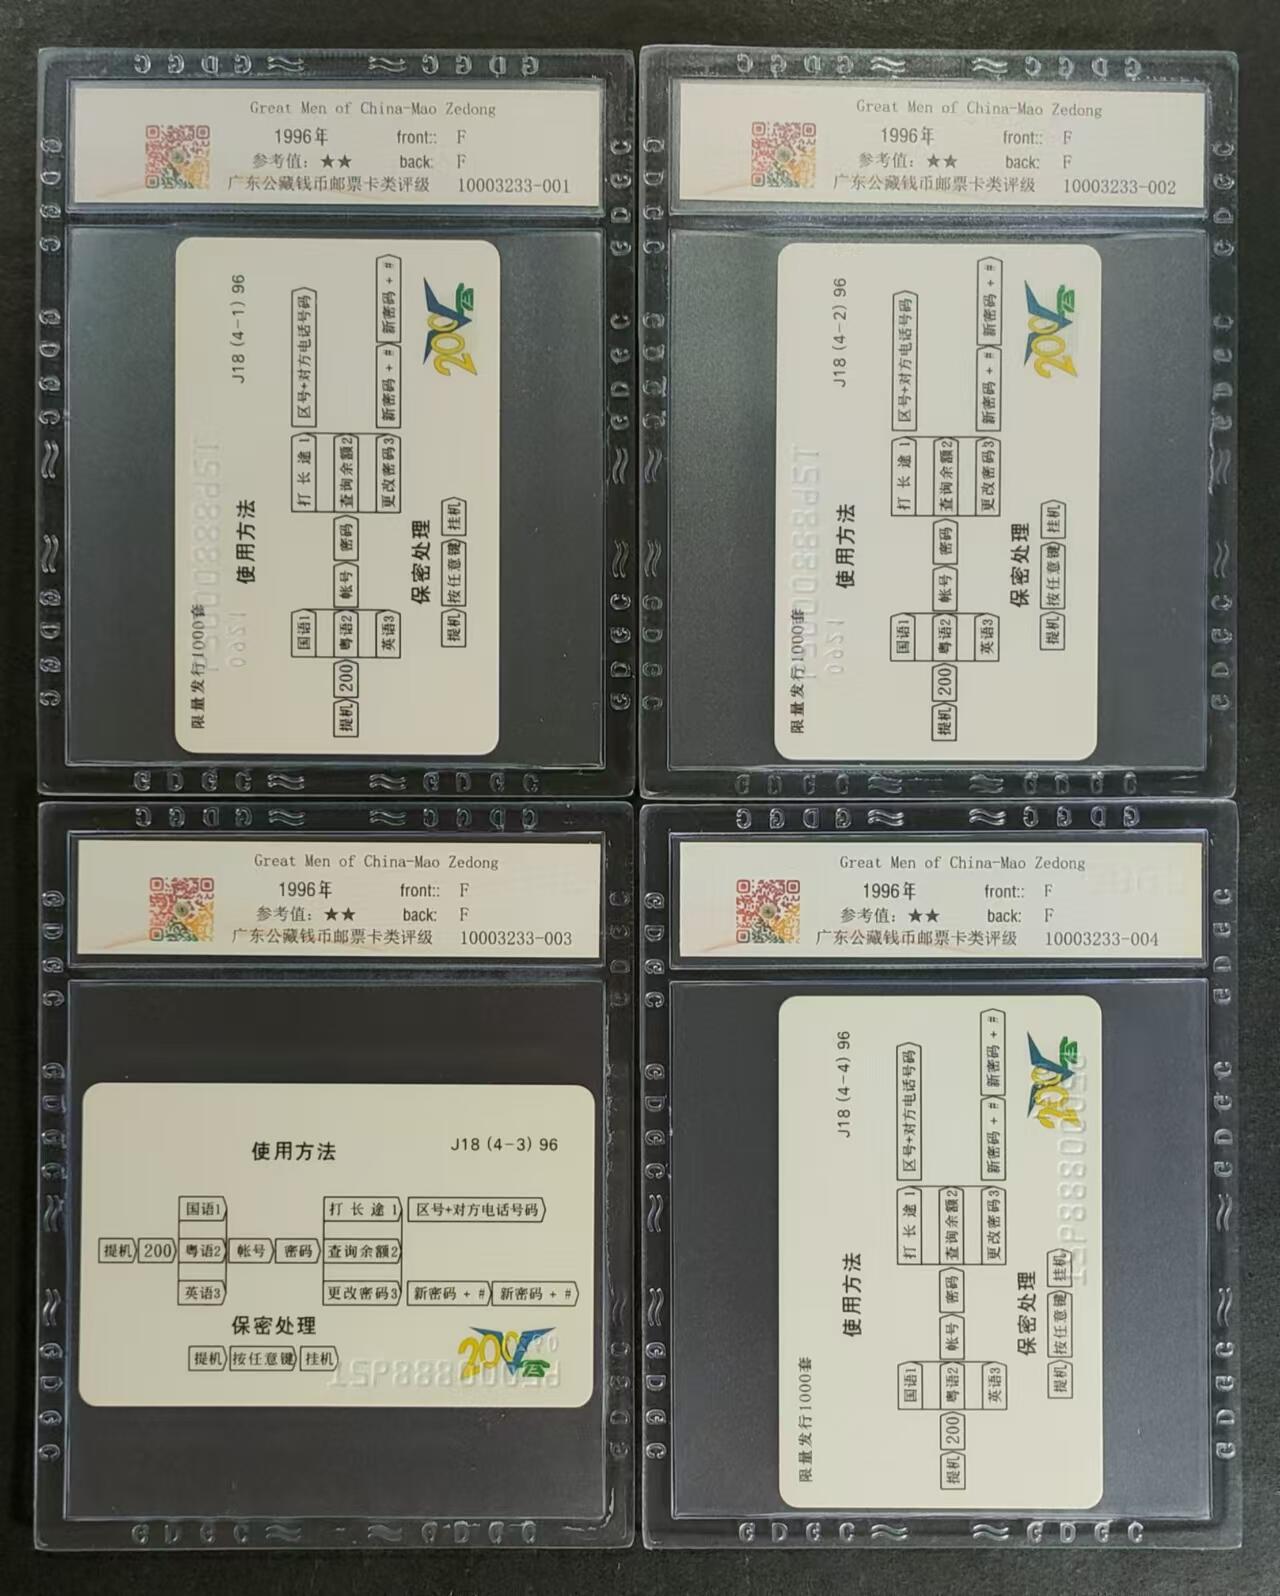 Great Men of China-Mao Zedong
1996年 front:: F
参考值：★★ back: F
广东公藏钱币邮票卡类评级 10003233-001
J18 (4-1) 96
限量发行1000套
使用方法
提机 200
国语1
粤语2
英语3
帐号 密码
打长途1 区号+对方电话号码
查询余额2
更改密码3 新密码 + # 新密码 + #
保密处理
提机 按任意键 挂机
200
Great Men of China-Mao Zedong
1996年 front:: F
参考值：★★ back: F
广东公藏钱币邮票卡类评级 10003233-002
J18 (4-2) 96
限量发行1000套
使用方法
提机 200
国语1
粤语2
英语3
帐号 密码
打长途1 区号+对方电话号码
查询余额2
更改密码3 新密码 + # 新密码 + #
保密处理
提机 按任意键 挂机
200
Great Men of China-Mao Zedong
1996年 front:: F
参考值：★★ back: F
广东公藏钱币邮票卡类评级 10003233-003
使用方法 J18 (4-3) 96
国语1 打长途1 区号+对方电话号码
提机 200 粤语2 帐号 密码 查询余额2
英语3 更改密码3 新密码 + # 新密码 + #
保密处理
提机 按任意键 挂机
200
Great Men of China-Mao Zedong
1996年 front:: F
参考值：★★ back: F
广东公藏钱币邮票卡类评级 10003233-004
J18 (4-4) 96
限量发行1000套
使用方法
提机 200
国语1
粤语2
英语3
帐号 密码
打长途1 区号+对方电话号码
查询余额2
更改密码3 新密码 + # 新密码 + #
保密处理
提机 按任意键 挂机
200